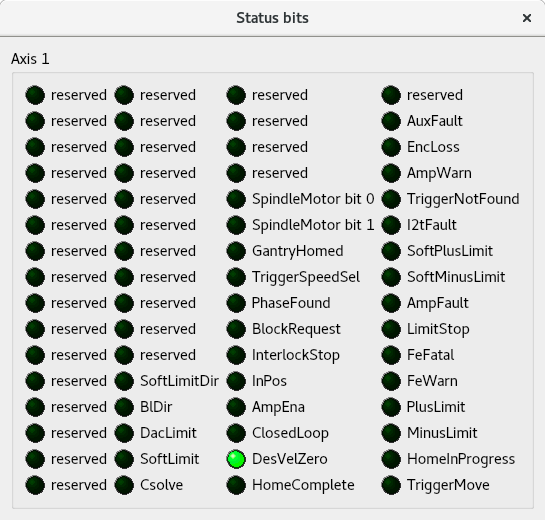 Status bits
Axis 1
reserved reserved reserved reserved
reserved reserved reserved AuxFault
reserved reserved reserved EncLoss
reserved reserved reserved AmpWarn
reserved reserved SpindleMotor bit 0 TriggerNotFound
reserved reserved SpindleMotor bit 1 I2tFault
reserved reserved GantryHomed SoftPlusLimit
reserved reserved TriggerSpeedSel SoftMinusLimit
reserved reserved PhaseFound AmpFault
reserved reserved BlockRequest LimitStop
reserved reserved InterlockStop FeFatal
reserved SoftLimitDir InPos FeWarn
reserved BlDir AmpEna PlusLimit
reserved DacLimit ClosedLoop MinusLimit
reserved SoftLimit DesVelZero HomeInProgress
reserved Csolve HomeComplete TriggerMove